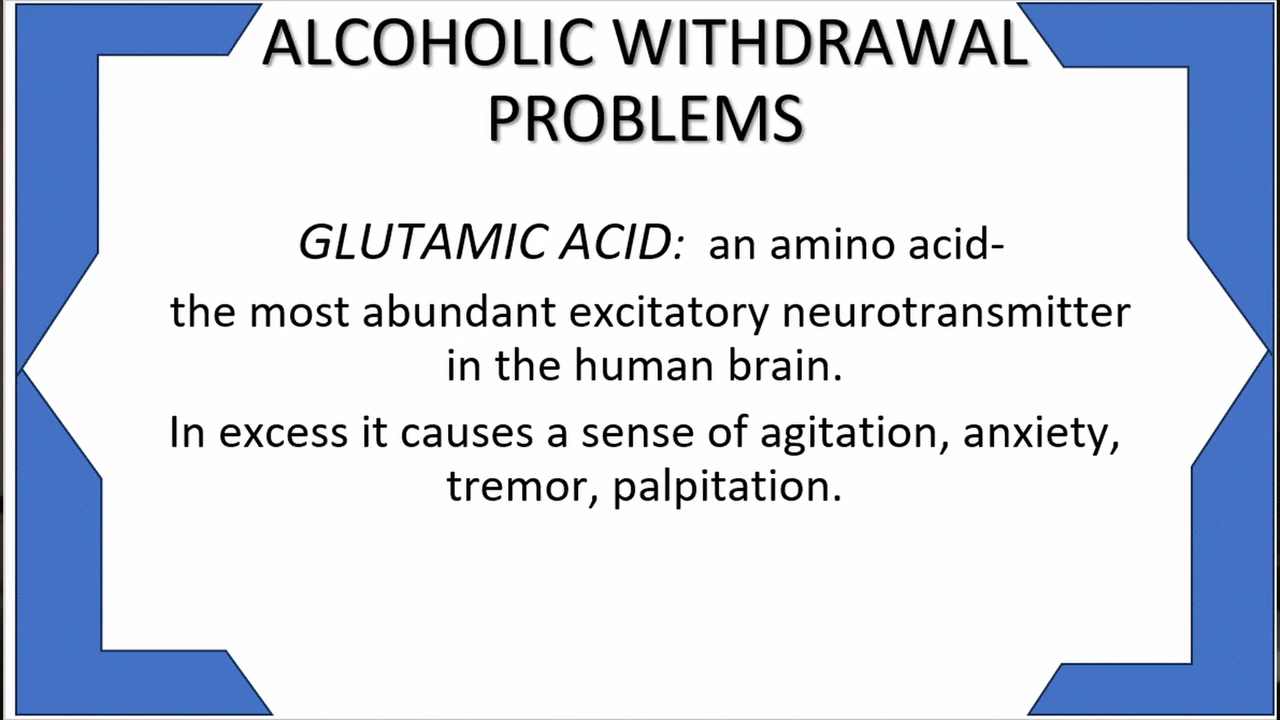 ALCOHOLIC WITHDRAWAL
PROBLEMS
GLUTAMIC ACID: an amino acid-
the most abundant excitatory neurotransmitter
in the human brain.
In excess it causes a sense of agitation, anxiety,
tremor, palpitation.